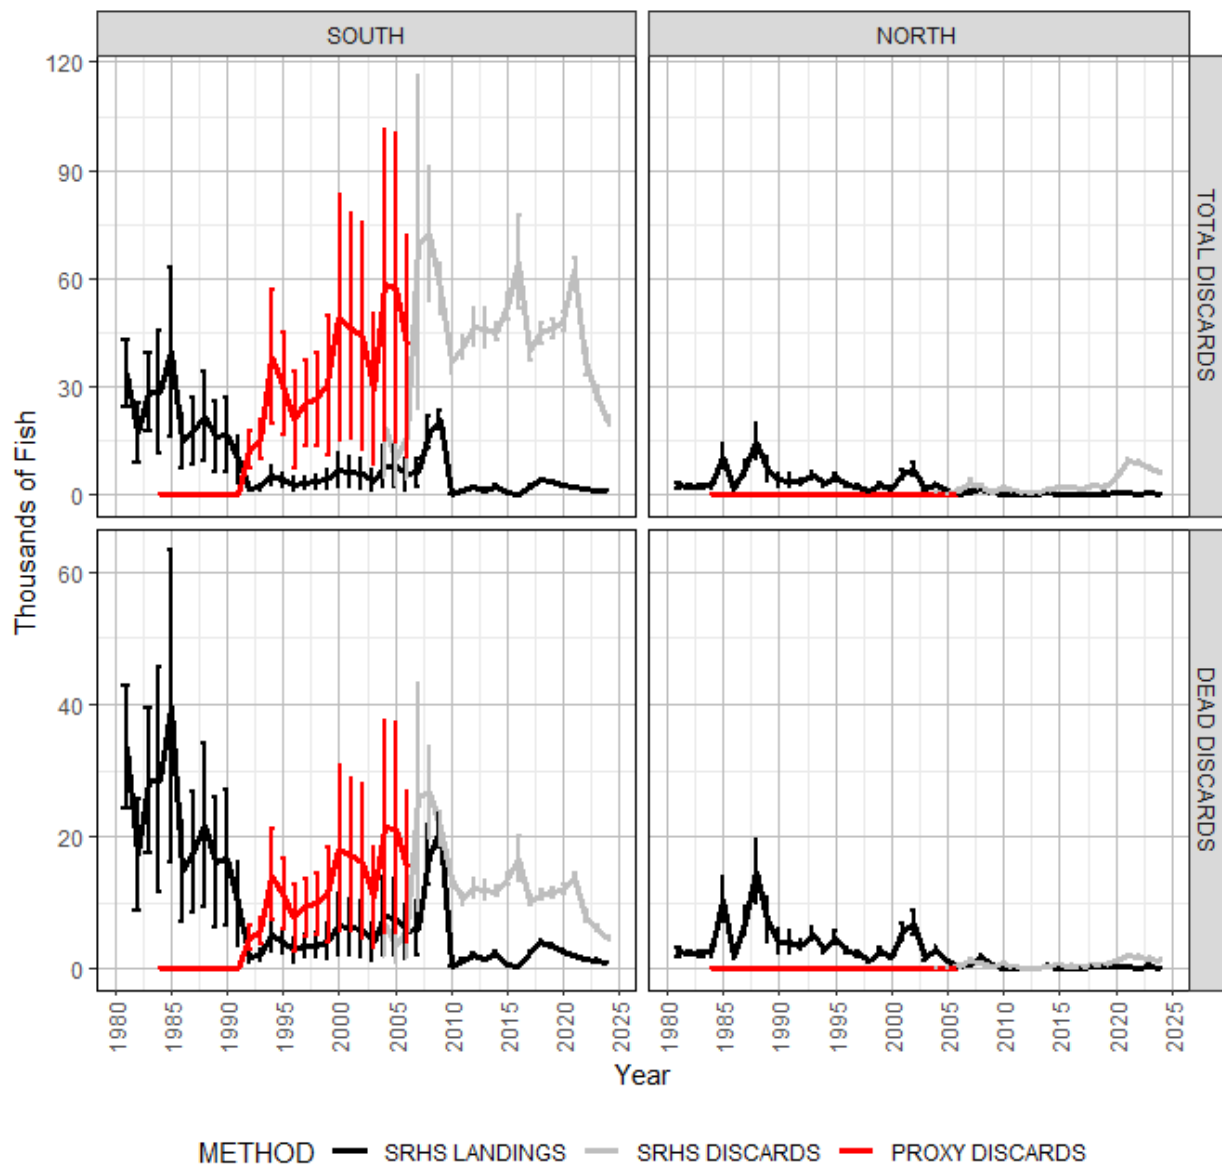 SOUTH NORTH
120
90
60
30
0
TOTAL DISCARDS
Thousands of Fish
60
40
20
0
DEAD DISCARDS
1980 1985 1990 1995 2000 2005 2010 2015 2020 2025 1980 1985 1990 1995 2000 2005 2010 2015 2020 2025
Year
METHOD SRHS LANDINGS SRHS DISCARDS PROXY DISCARDS